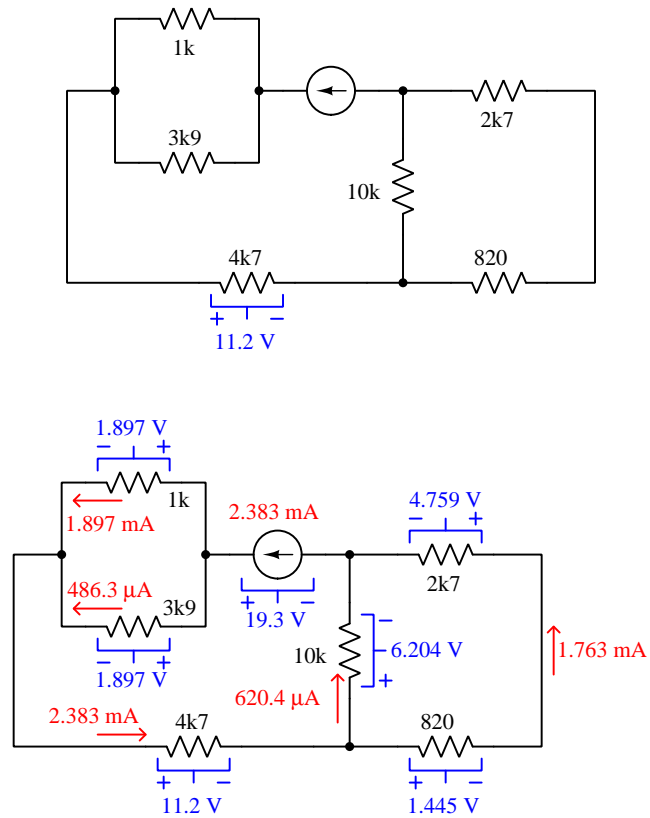 1k
3k9
2k7
10k
4k7
820
+ −
11.2 V
1.897 V
− +
1k
1.897 mA
2.383 mA
4.759 V
− +
2k7
486.3 μA
3k9
+ −
19.3 V
− +
1.897 V
−
10k
6.204 V
+
1.763 mA
620.4 μA
2.383 mA
4k7
820
+ −
11.2 V
+ −
1.445 V